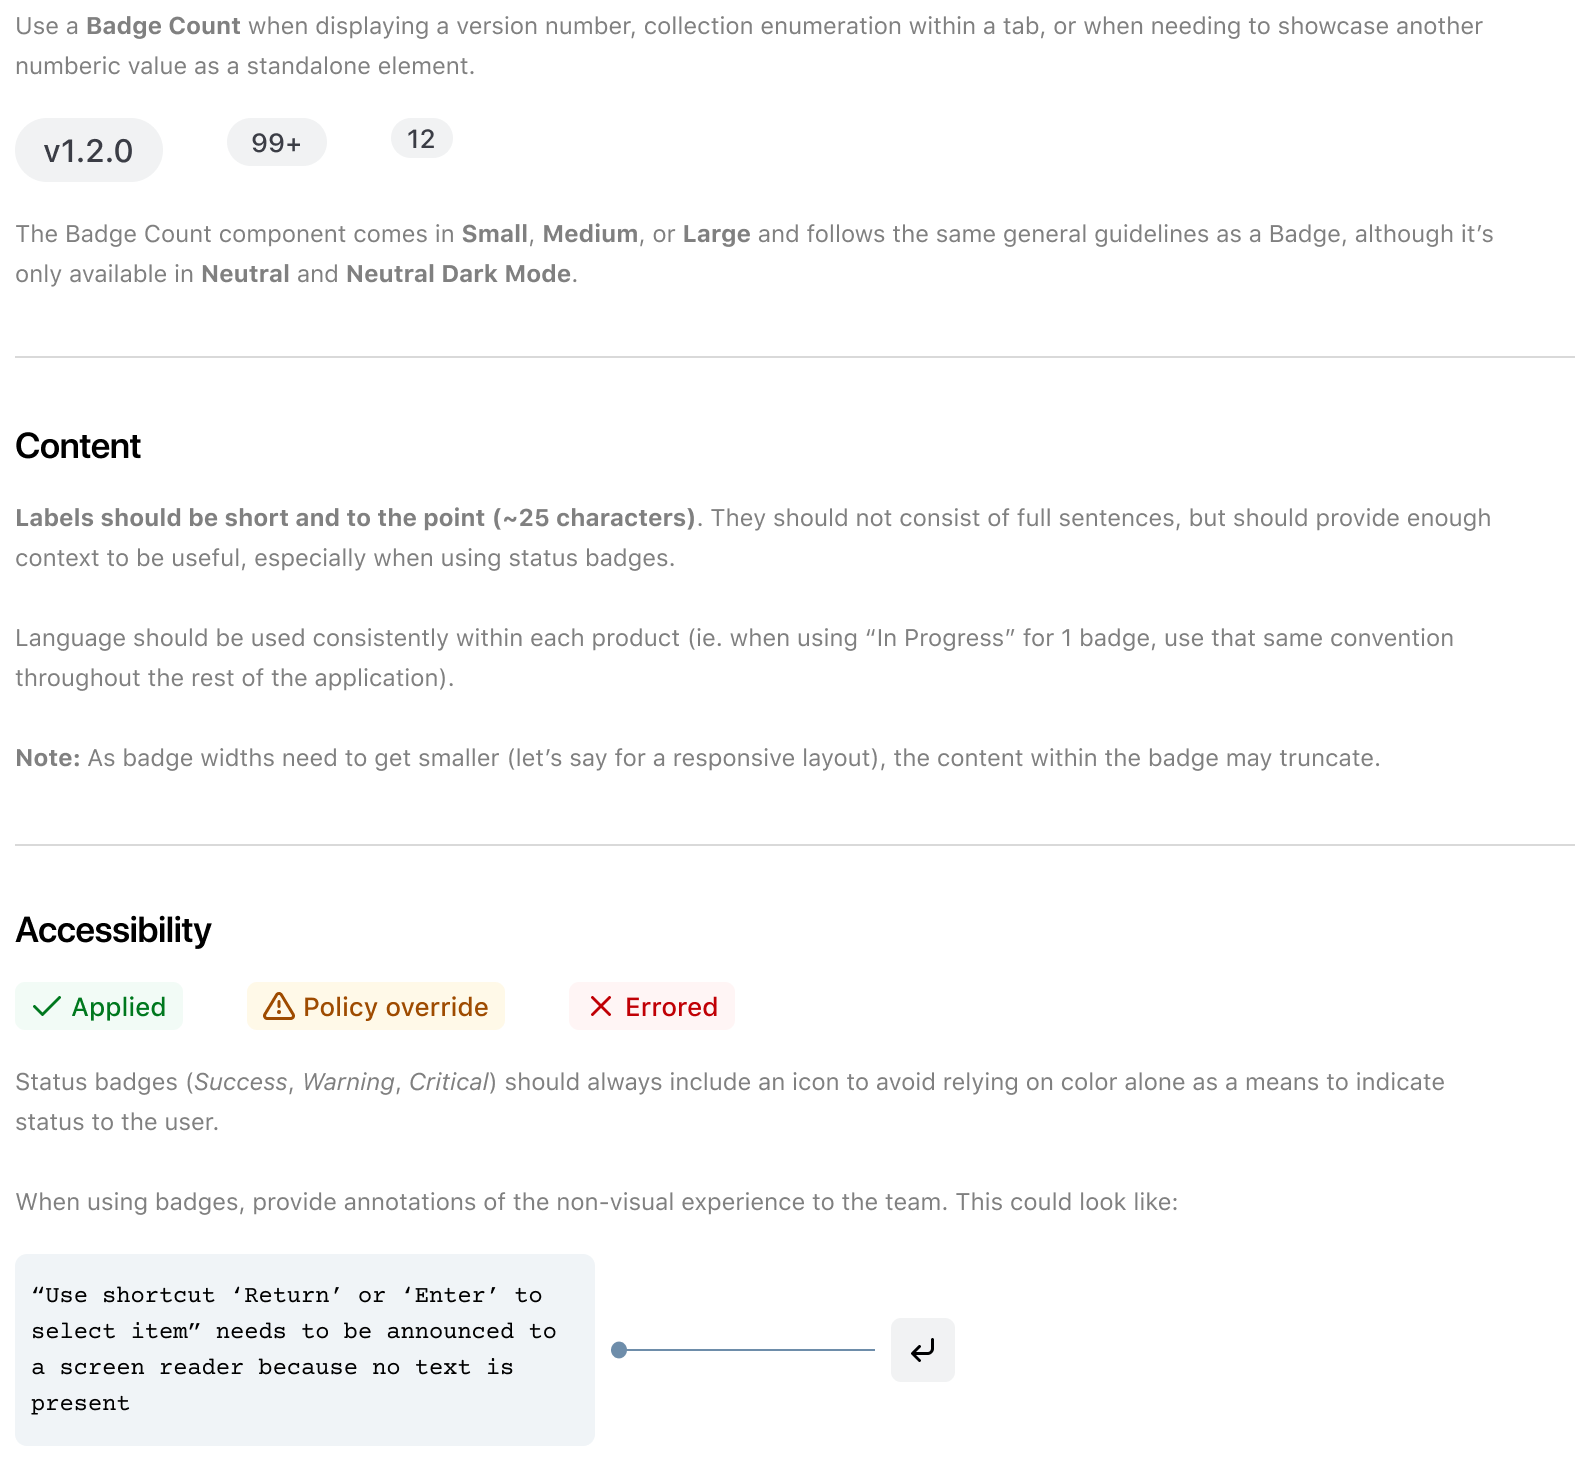 Use a Badge Count when displaying a version number, collection enumeration within a tab, or when needing to showcase another
numberic value as a standalone element.
v1.2.0
99+
12
The Badge Count component comes in Small, Medium, or Large and follows the same general guidelines as a Badge, although it’s
only available in Neutral and Neutral Dark Mode.
Content
Labels should be short and to the point (~25 characters). They should not consist of full sentences, but should provide enough
context to be useful, especially when using status badges.
Language should be used consistently within each product (ie. when using “In Progress” for 1 badge, use that same convention
throughout the rest of the application).
Note: As badge widths need to get smaller (let’s say for a responsive layout), the content within the badge may truncate.
Accessibility
Applied
Policy override
Errored
Status badges (Success, Warning, Critical) should always include an icon to avoid relying on color alone as a means to indicate
status to the user.
When using badges, provide annotations of the non-visual experience to the team. This could look like:
“Use shortcut ‘Return’ or ‘Enter’ to
select item” needs to be announced to
a screen reader because no text is
present